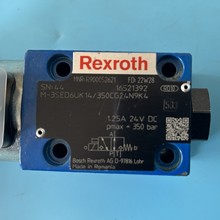 Rexroth
MNR: R900052621 FD: 22W28
SN: 44 16521392
M-3SED6UK14/350CG24N9K4
1.25A 24V DC
pmax = 350 bar
Bosch Rexroth AG D-97816 Lohr
Made in Romania